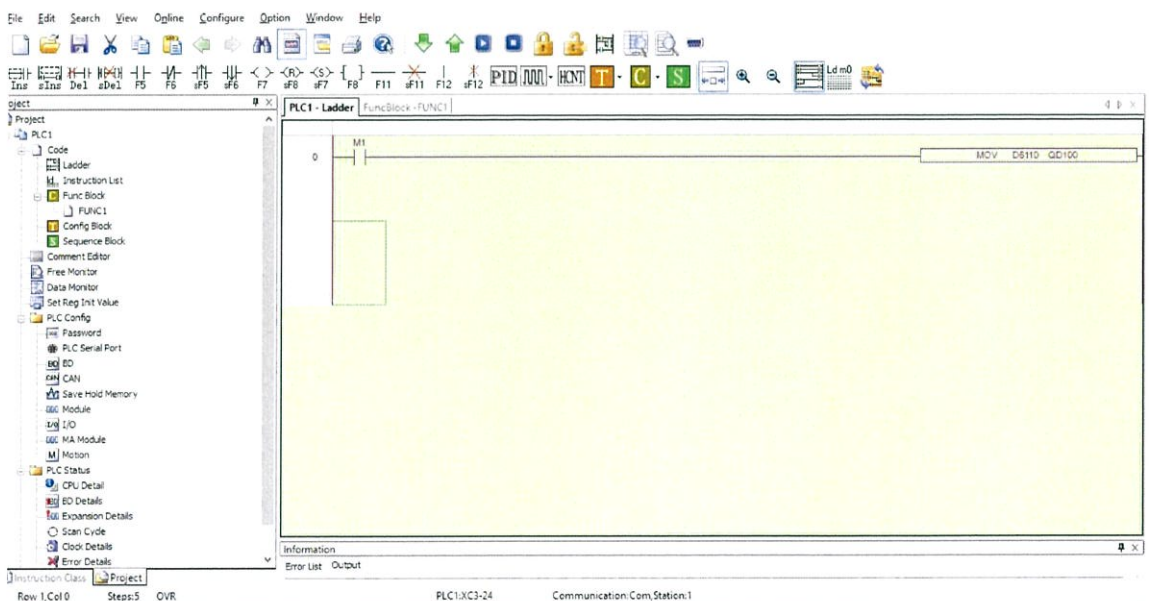 File Edit Search View Online Configure Option Window Help
Ins sIns Del sDel F5 F6 sF5 sF6 F7 sF8 sF7 F8 F11 sF11 F12 sF12 PID HCNT T C S Ld m0
oject
Project
PLC1
Code
Ladder
Instruction List
Func Block
FUNC1
Config Block
Sequence Block
Comment Editor
Free Monitor
Data Monitor
Set Reg Init Value
PLC Config
Password
PLC Serial Port
BD
CAN
Save Hold Memory
Module
I/O
MA Module
Motion
PLC Status
CPU Detail
BD Details
Expansion Details
Scan Cycle
Clock Details
Error Details
Instruction Class Project
PLC1 - Ladder FuncBlock-FUNC1
M1
0 MOV D8110 QD100
Information
Error List Output
Row 1,Col 0 Steps:5 OVR PLC1:XC3-24 Communication:Com,Station:1